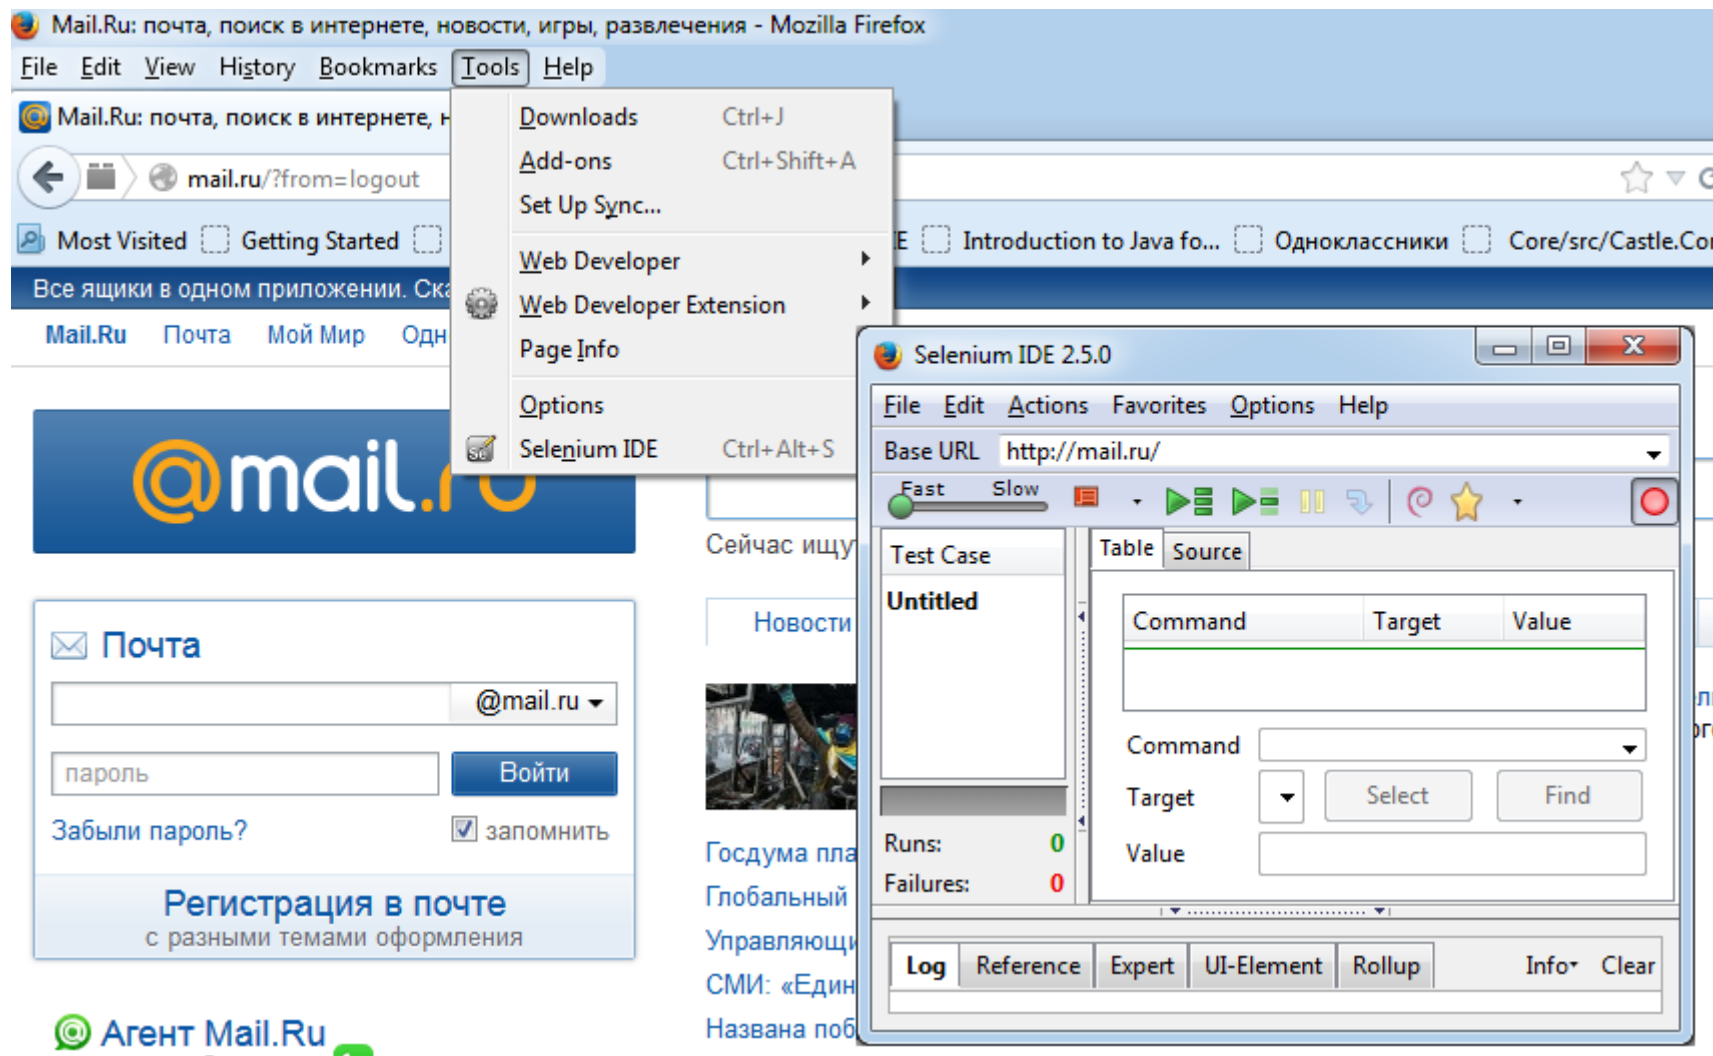 Mail.Ru: почта, поиск в интернете, новости, игры, развлечения - Mozilla Firefox
File Edit View History Bookmarks Tools Help
Mail.Ru: почта, поиск в интернете,
Downloads Ctrl+J
Add-ons Ctrl+Shift+A
Set Up Sync...
Web Developer
Web Developer Extension
Page Info
Options
Selenium IDE Ctrl+Alt+S
mail.ru/?from=logout
Most Visited Getting Started Introduction to Java fo... Одноклассники Core/src/Castle.Cor
Все ящики в одном приложении.
Mail.Ru Почта Мой Мир
@mail.ru
Почта
@mail.ru
пароль Войти
Забыли пароль? запомнить
Регистрация в почте
с разными темами оформления
Агент Mail.Ru
Сейчас ищу
Новости
Госдума пла
Глобальный
Управляющи
СМИ: «Един
Названа поб
Selenium IDE 2.5.0
File Edit Actions Favorites Options Help
Base URL http://mail.ru/
Fast Slow
Test Case
Untitled
Runs: 0
Failures: 0
Table Source
Command Target Value
Command
Target Select Find
Value
Log Reference Expert UI-Element Rollup Info Clear